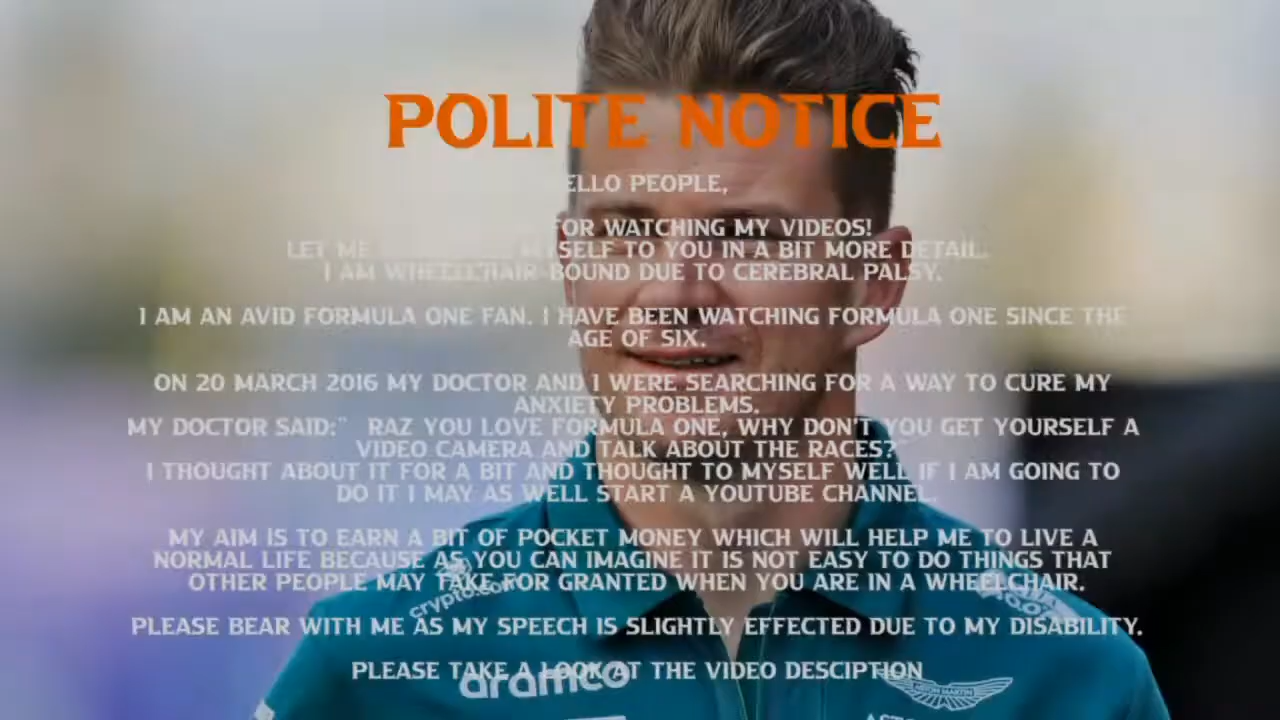 POLITE NOTICE
ELLO PEOPLE,
FOR WATCHING MY VIDEOS!
LET ME MYSELF TO YOU IN A BIT MORE DETAIL.
I AM WHEELCHAIR-BOUND DUE TO CEREBRAL PALSY.
I AM AN AVID FORMULA ONE FAN. I HAVE BEEN WATCHING FORMULA ONE SINCE THE
AGE OF SIX.
ON 20 MARCH 2016 MY DOCTOR AND I WERE SEARCHING FOR A WAY TO CURE MY
ANXIETY PROBLEMS.
MY DOCTOR SAID:" RAZ YOU LOVE FORMULA ONE, WHY DON'T YOU GET YOURSELF A
VIDEO CAMERA AND TALK ABOUT THE RACES?"
I THOUGHT ABOUT IT FOR A BIT AND THOUGHT TO MYSELF WELL IF I AM GOING TO
DO IT I MAY AS WELL START A YOUTUBE CHANNEL.
MY AIM IS TO EARN A BIT OF POCKET MONEY WHICH WILL HELP ME TO LIVE A
NORMAL LIFE BECAUSE AS YOU CAN IMAGINE IT IS NOT EASY TO DO THINGS THAT
OTHER PEOPLE MAY TAKE FOR GRANTED WHEN YOU ARE IN A WHEELCHAIR.
crypto.com
PLEASE BEAR WITH ME AS MY SPEECH IS SLIGHTLY EFFECTED DUE TO MY DISABILITY.
PLEASE TAKE A LOOK AT THE VIDEO DESCIPTION
aramco
ASTON MARTIN